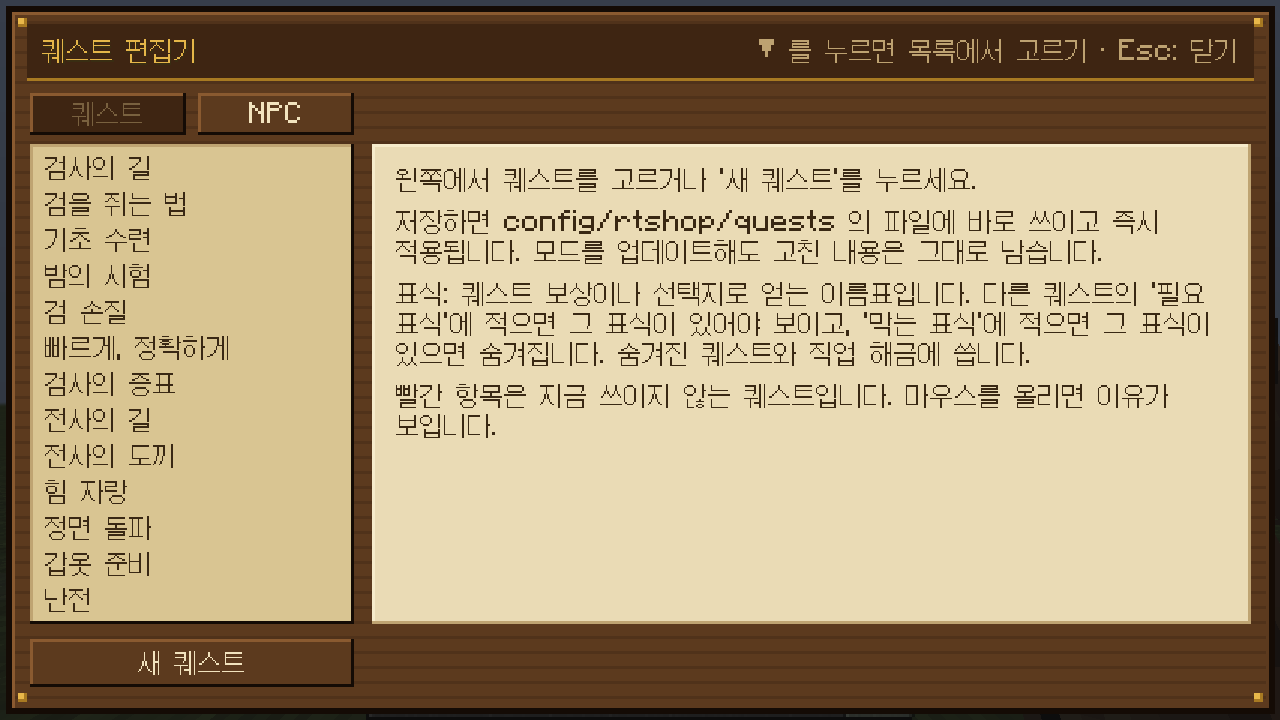 퀘스트 편집기
▼ 를 누르면 목록에서 고르기 · Esc: 닫기
퀘스트
NPC
검사의 길
검을 쥐는 법
기초 수련
밤의 시험
검 손질
빠르게, 정확하게
검사의 증표
전사의 길
전사의 도끼
힘 자랑
정면 돌파
갑옷 준비
난전
새 퀘스트
왼쪽에서 퀘스트를 고르거나 '새 퀘스트'를 누르세요.
저장하면 config/rtshop/quests 의 파일에 바로 쓰이고 즉시
적용됩니다. 모드를 업데이트해도 고친 내용은 그대로 남습니다.
표식: 퀘스트 보상이나 선택지로 얻는 이름표입니다. 다른 퀘스트의 '필요
표식'에 적으면 그 표식이 있어야 보이고, '막는 표식'에 적으면 그 표식이
있으면 숨겨집니다. 숨겨진 퀘스트와 직업 해금에 씁니다.
빨간 항목은 지금 쓰이지 않는 퀘스트입니다. 마우스를 올리면 이유가
보입니다.